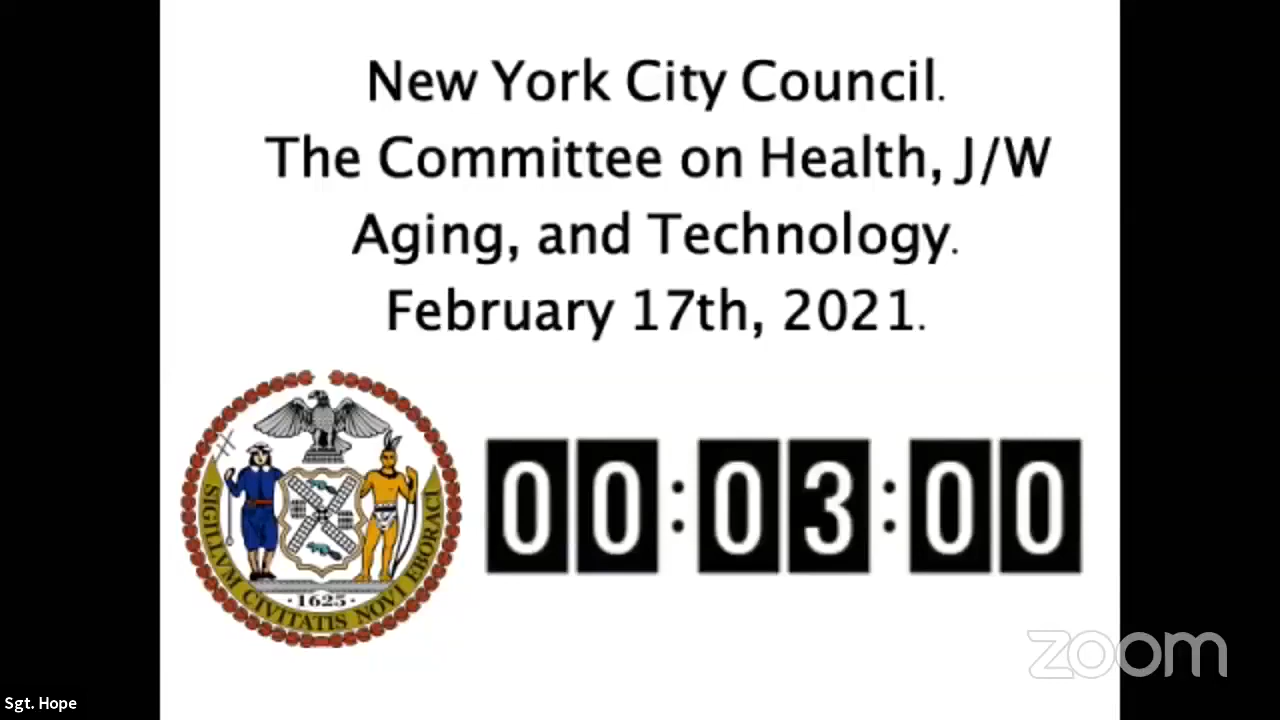 New York City Council.
The Committee on Health, J/W
Aging, and Technology.
February 17th, 2021.
SIGILLVM CIVITATIS NOVI EBORACI
· 1625 ·
00:03:00
zoom
Sgt. Hope